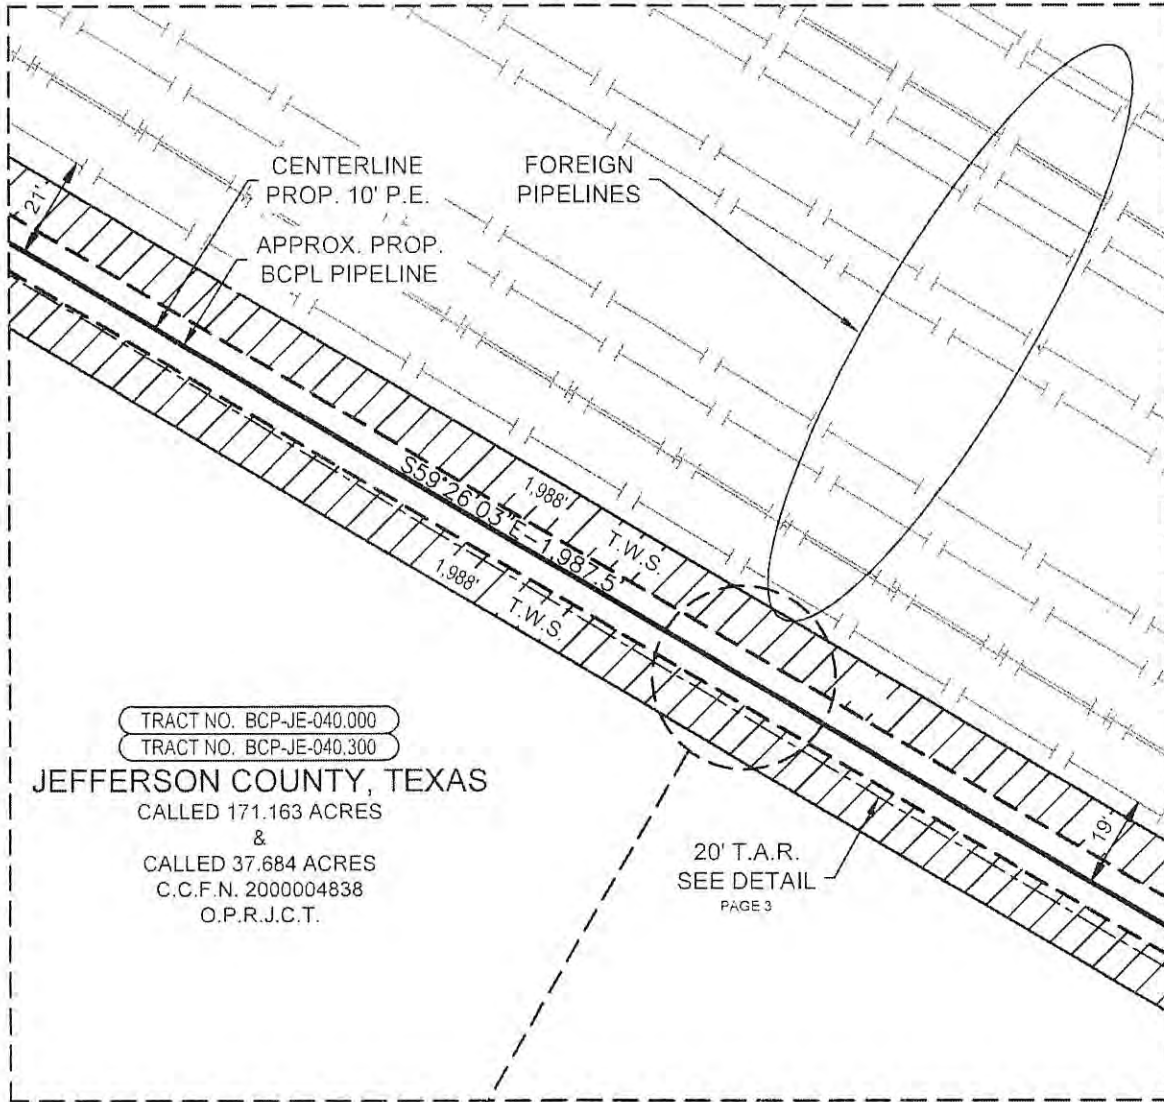 CENTERLINE
PROP. 10' P.E.
FOREIGN
PIPELINES
21'
APPROX. PROP.
BCPL PIPELINE
1,988'
S59°26'03"E-1,987.5
T.W.S.
1,988'
T.W.S.
TRACT NO. BCP-JE-040.000
TRACT NO. BCP-JE-040.300
JEFFERSON COUNTY, TEXAS
CALLED 171.163 ACRES
&
CALLED 37.684 ACRES
C.C.F.N. 2000004838
O.P.R.J.C.T.
19'
20' T.A.R.
SEE DETAIL
PAGE 3